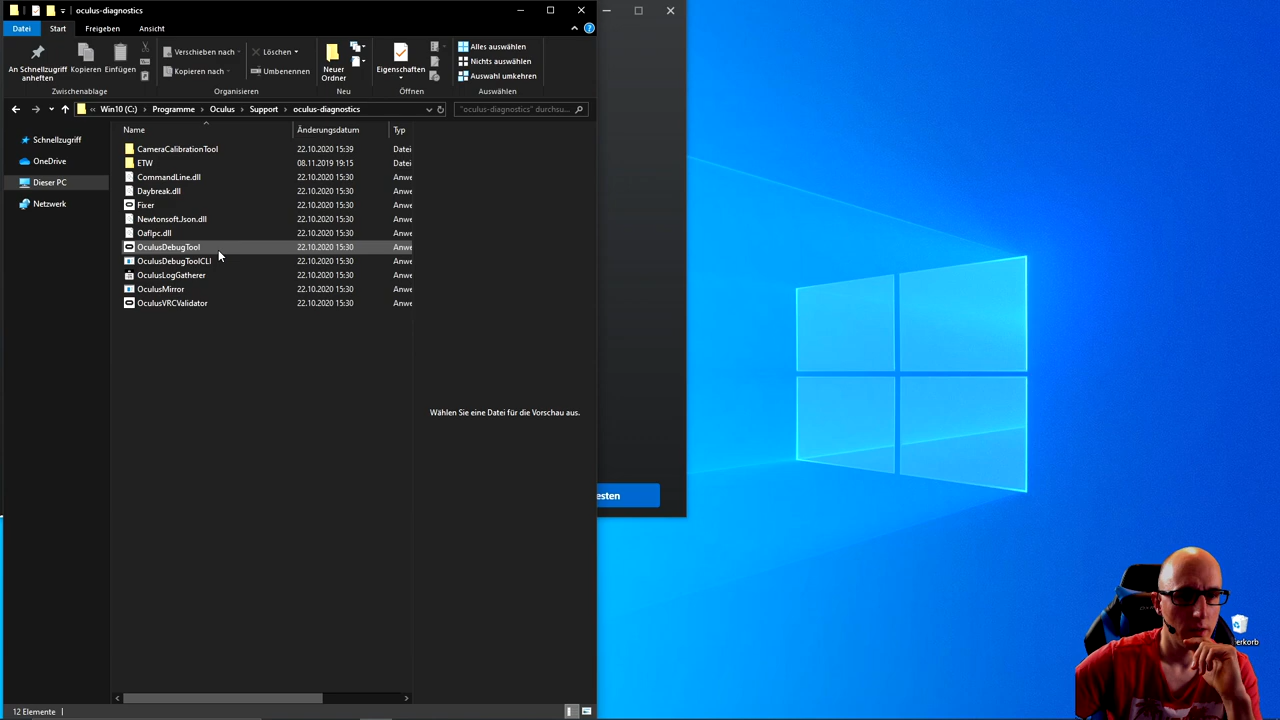 oculus-diagnostics
Datei Start Freigeben Ansicht
An Schnellzugriff anheften
Kopieren
Einfügen
Verschieben nach
Kopieren nach
Löschen
Umbenennen
Neuer Ordner
Eigenschaften
Alles auswählen
Nichts auswählen
Auswahl umkehren
Zwischenablage Organisieren Neu Öffnen Auswählen
« Win10 (C:) > Programme > Oculus > Support > oculus-diagnostics
"oculus-diagnostics" durchsu...
Schnellzugriff
OneDrive
Dieser PC
Netzwerk
Name Änderungsdatum Typ
CameraCalibrationTool 22.10.2020 15:39 Datei
ETW 08.11.2019 19:15 Datei
CommandLine.dll 22.10.2020 15:30 Anwe
Daybreak.dll 22.10.2020 15:30 Anwe
Fixer 22.10.2020 15:30 Anwe
Newtonsoft.Json.dll 22.10.2020 15:30 Anwe
OafIpc.dll 22.10.2020 15:30 Anwe
OculusDebugTool 22.10.2020 15:30 Anwe
OculusDebugToolCLI 22.10.2020 15:30 Anwe
OculusLogGatherer 22.10.2020 15:30 Anwe
OculusMirror 22.10.2020 15:30 Anwe
OculusVRCValidator 22.10.2020 15:30 Anwe
Wählen Sie eine Datei für die Vorschau aus.
esten
erkorb
12 Elemente